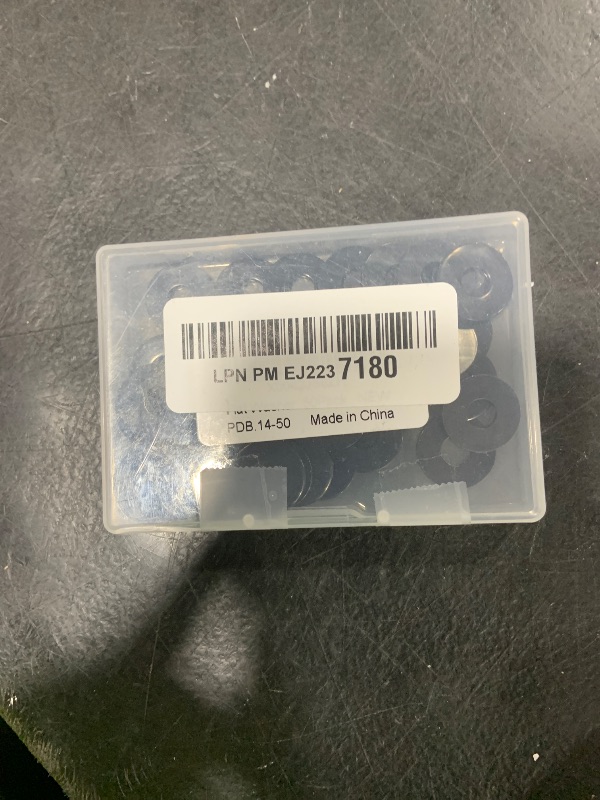 LPN PM EJ223 7180
PDB.14-50 Made in China